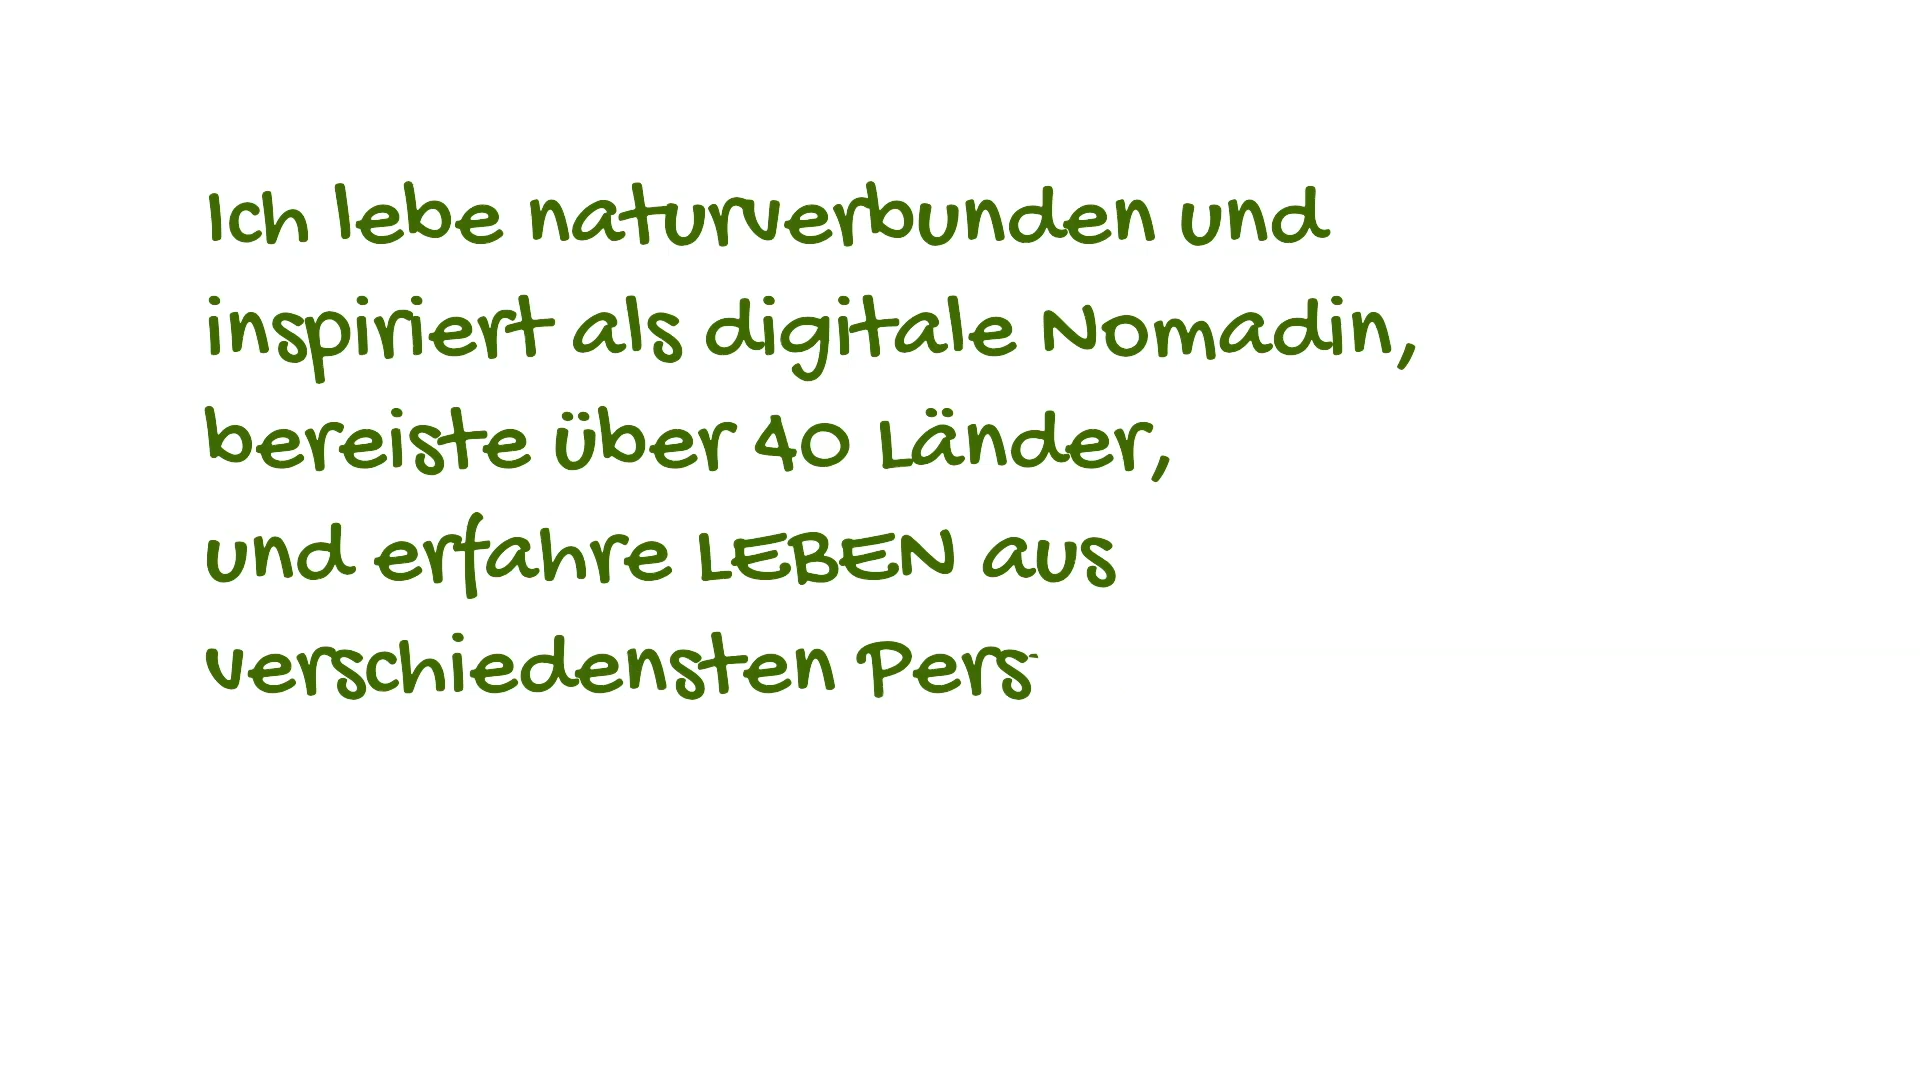 Ich lebe naturverbunden und
inspiriert als digitale Nomadin,
bereiste über 40 Länder,
und erfahre LEBEN aus
verschiedensten Pers